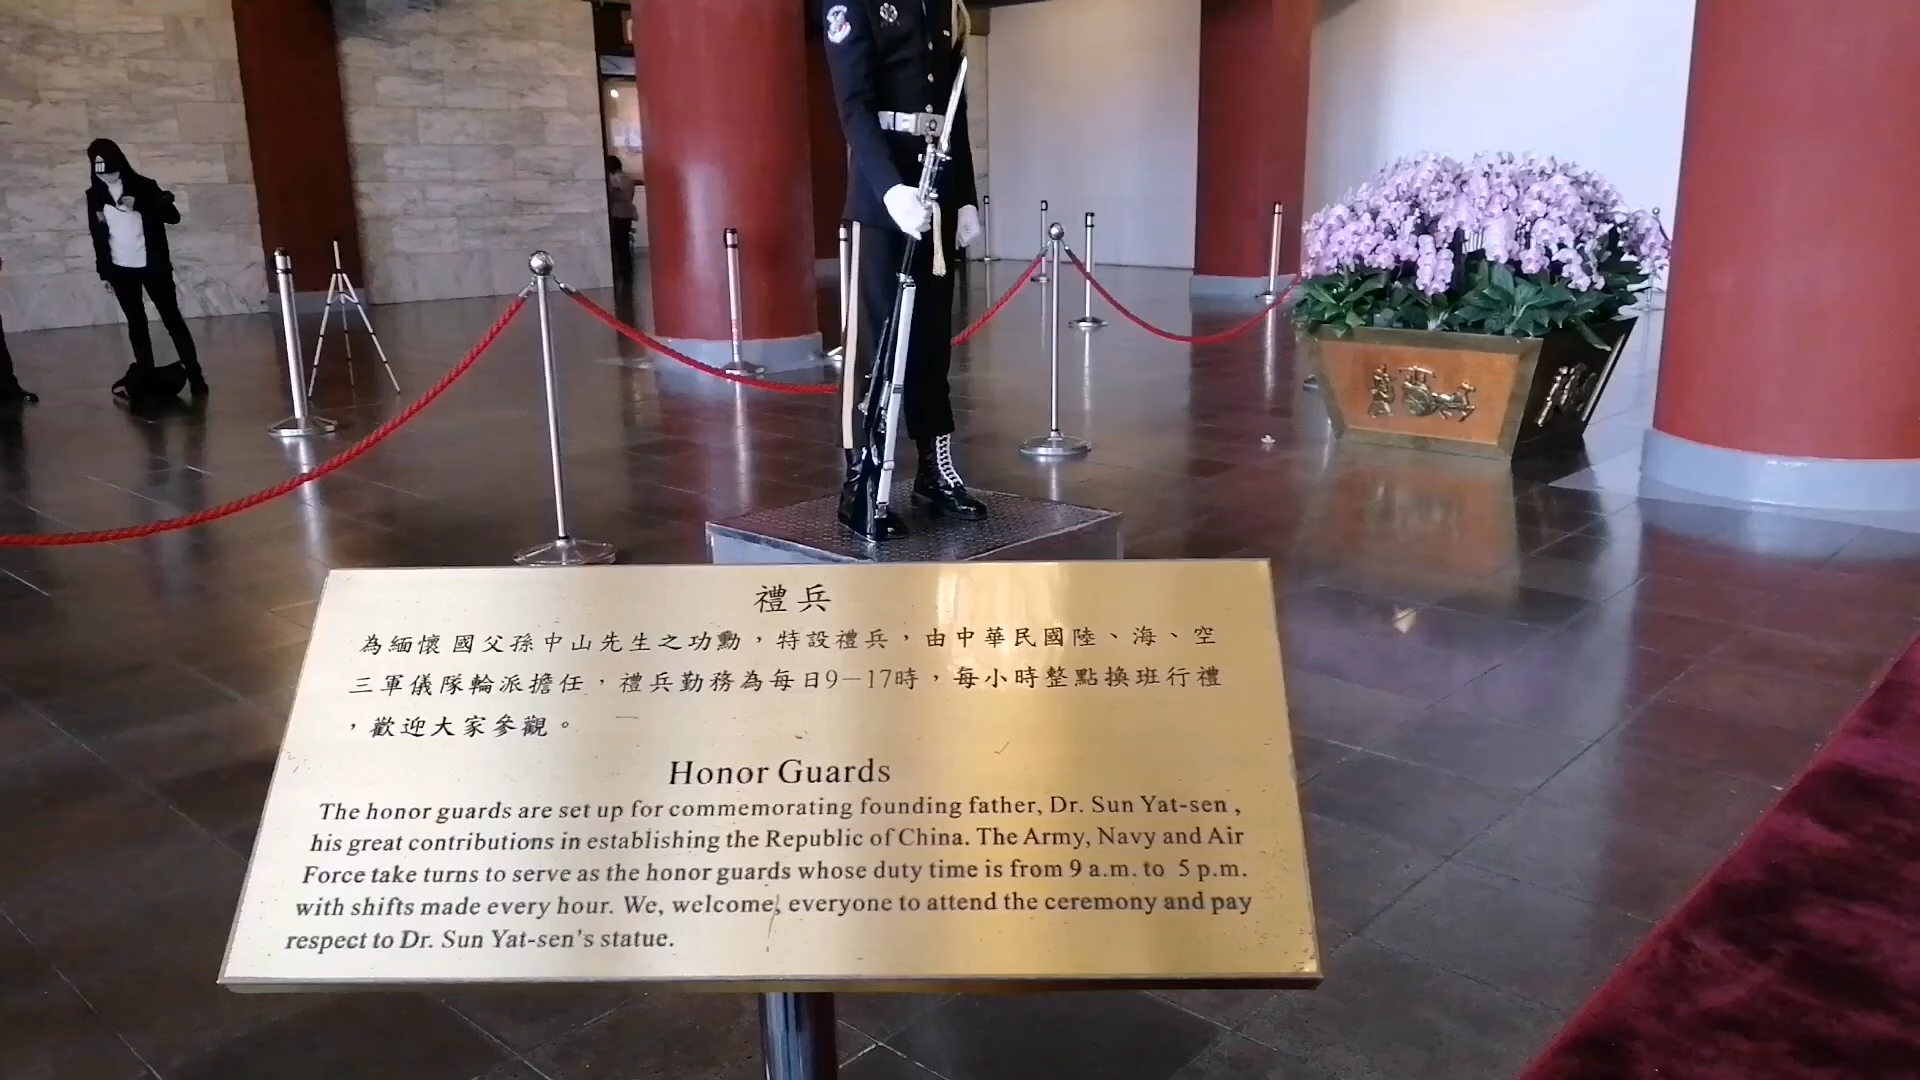 禮兵
為緬懷 國父孫中山先生之功勳，特設禮兵，由中華民國陸、海、空
三軍儀隊輪派擔任，禮兵勤務為每日9－17時，每小時整點換班行禮
，歡迎大家參觀。
Honor Guards
The honor guards are set up for commemorating founding father, Dr. Sun Yat-sen ,
his great contributions in establishing the Republic of China. The Army, Navy and Air
Force take turns to serve as the honor guards whose duty time is from 9 a.m. to 5 p.m.
with shifts made every hour. We, welcome, everyone to attend the ceremony and pay
respect to Dr. Sun Yat-sen's statue.